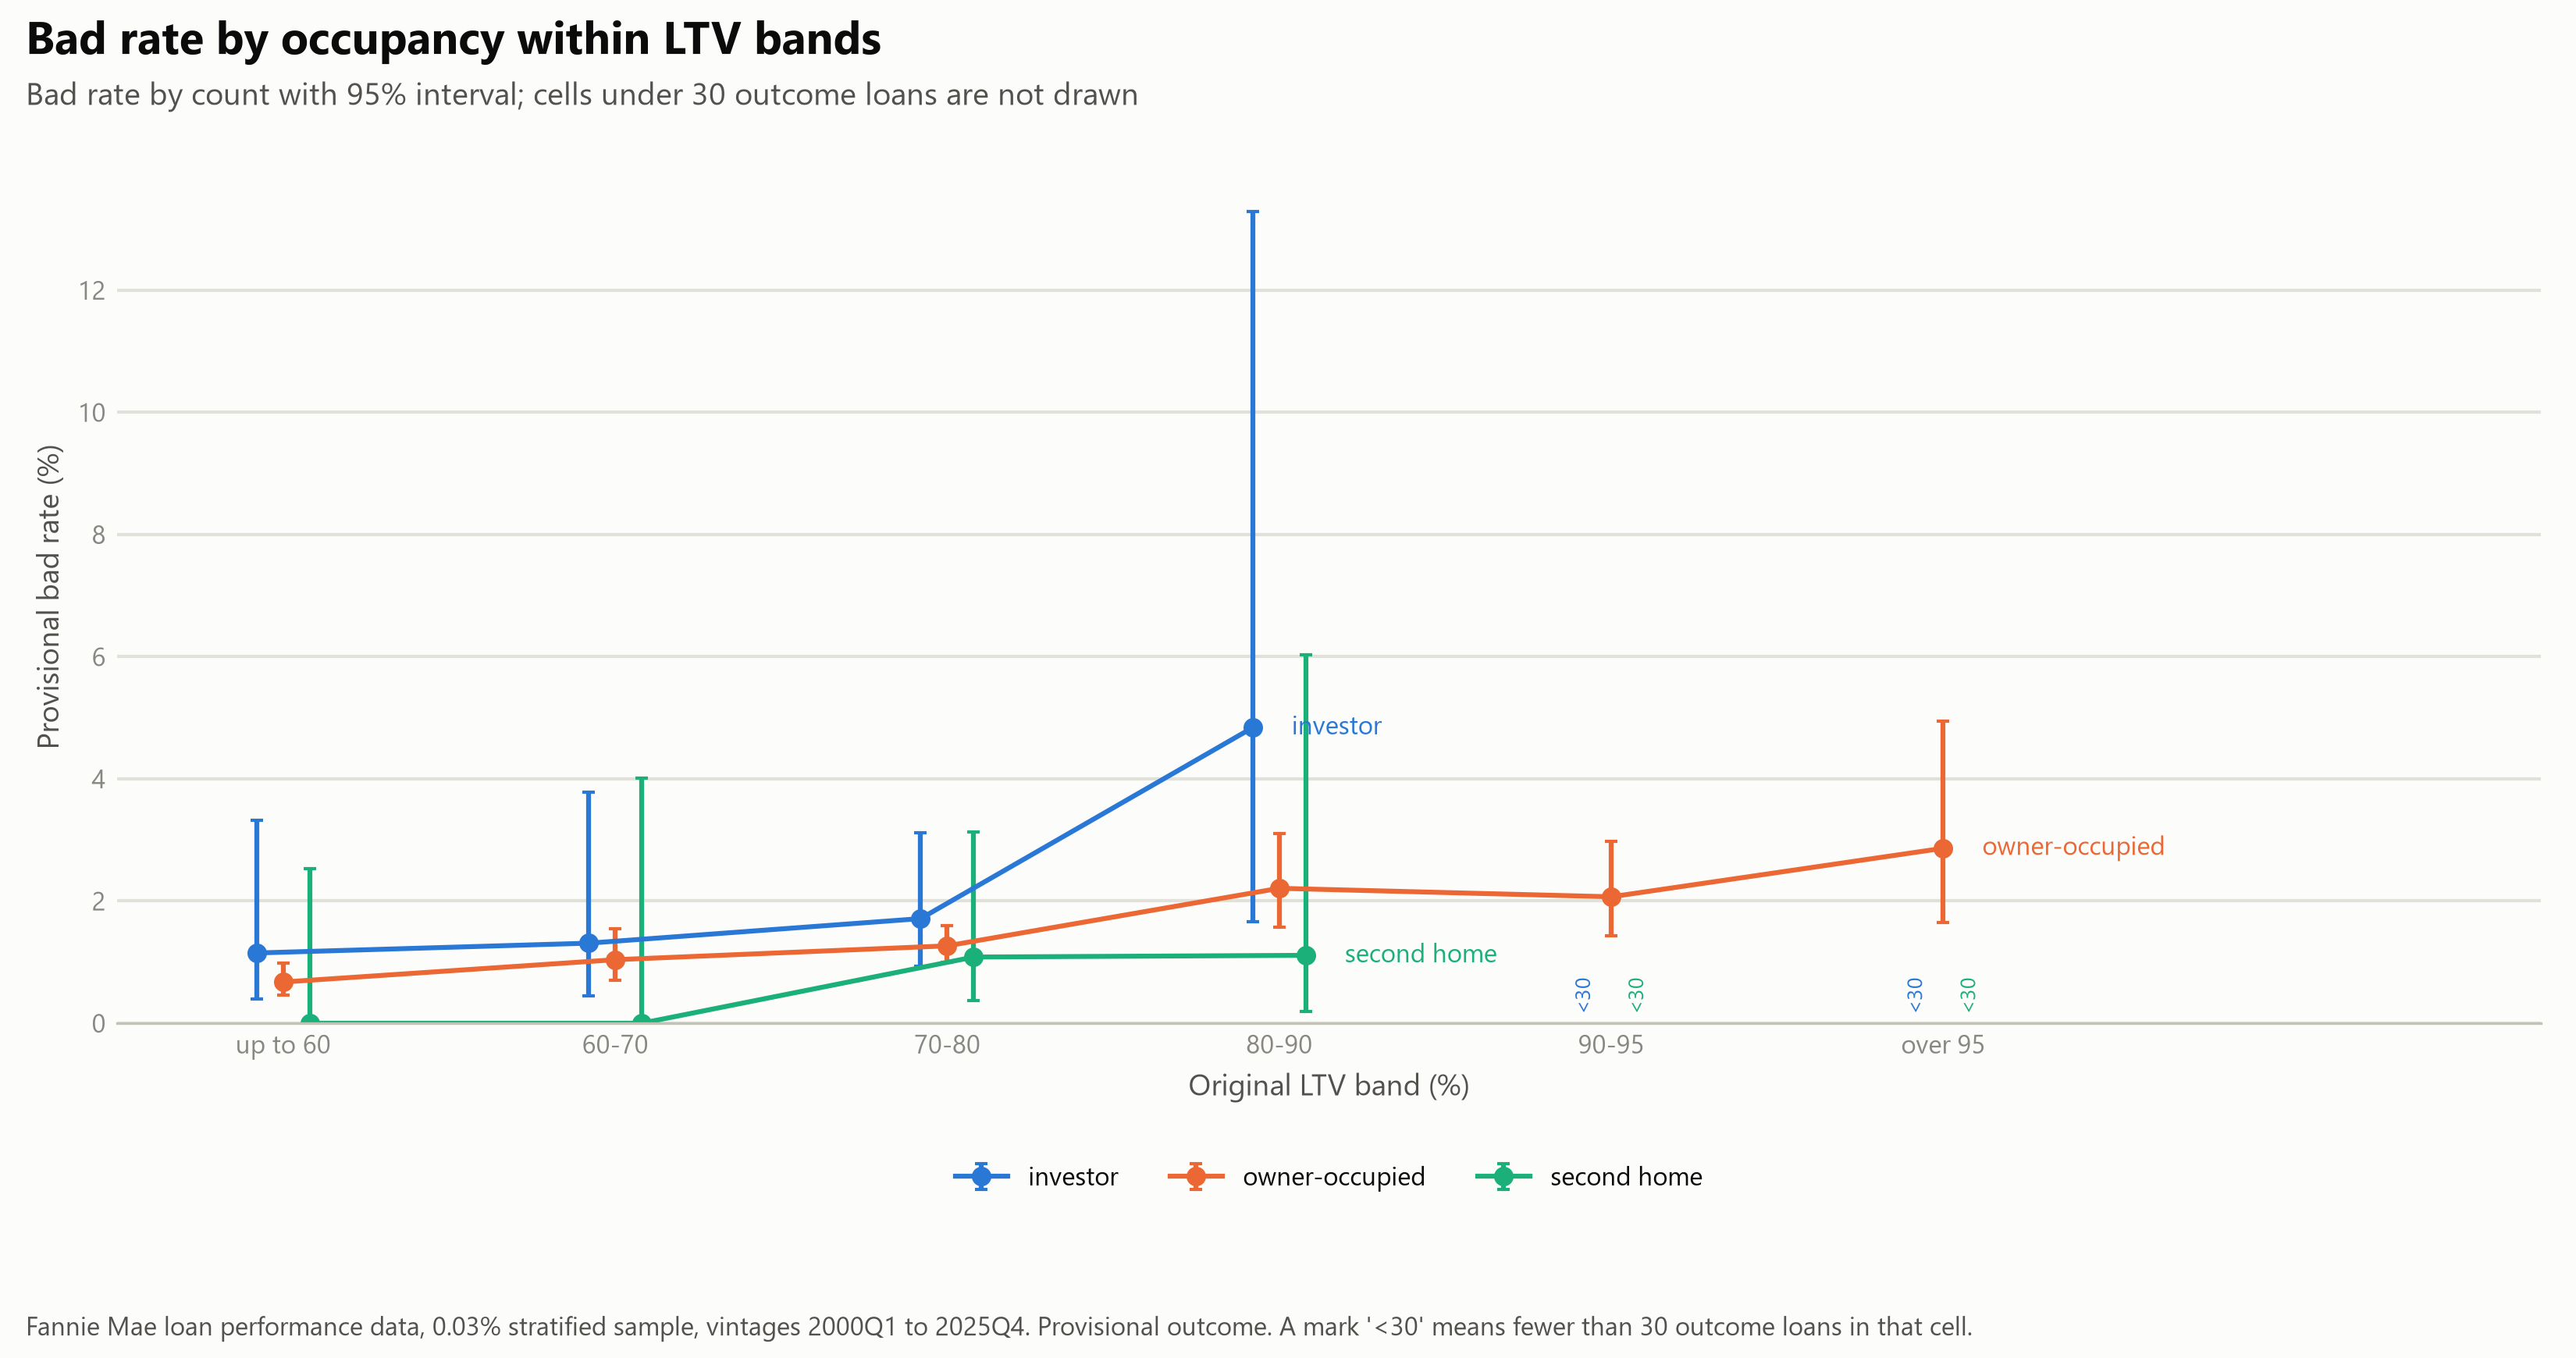 Bad rate by occupancy within LTV bands
Bad rate by count with 95% interval; cells under 30 outcome loans are not drawn
Provisional bad rate (%)
12
10
8
6
4
2
0
investor
owner-occupied
second home
<30
<30
<30
<30
up to 60
60-70
70-80
80-90
90-95
over 95
Original LTV band (%)
investor
owner-occupied
second home
Fannie Mae loan performance data, 0.03% stratified sample, vintages 2000Q1 to 2025Q4. Provisional outcome. A mark '<30' means fewer than 30 outcome loans in that cell.